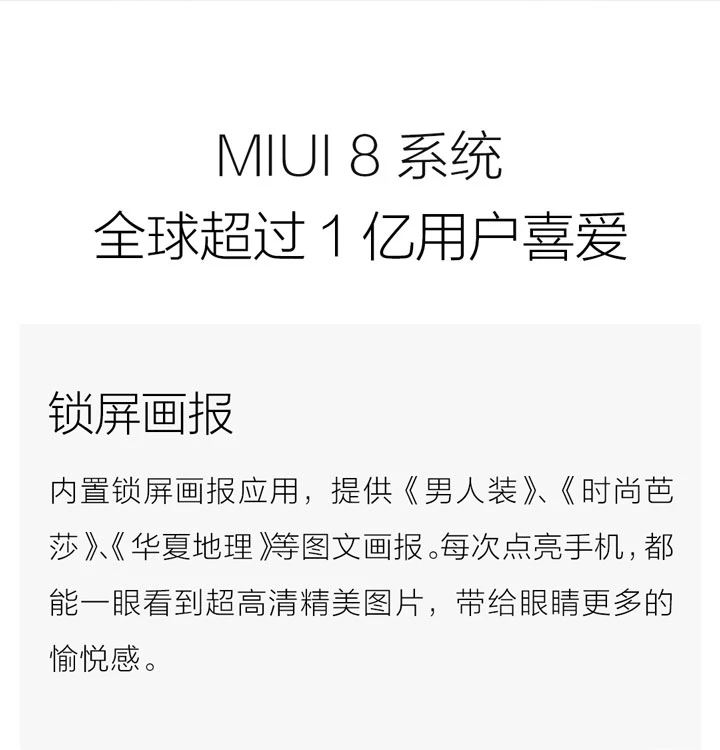 MIUI 8 系统
全球超过 1 亿用户喜爱
锁屏画报
内置锁屏画报应用，提供《男人装》、《时尚芭
莎》、《华夏地理》等图文画报。每次点亮手机，都
能一眼看到超高清精美图片，带给眼睛更多的
愉悦感。